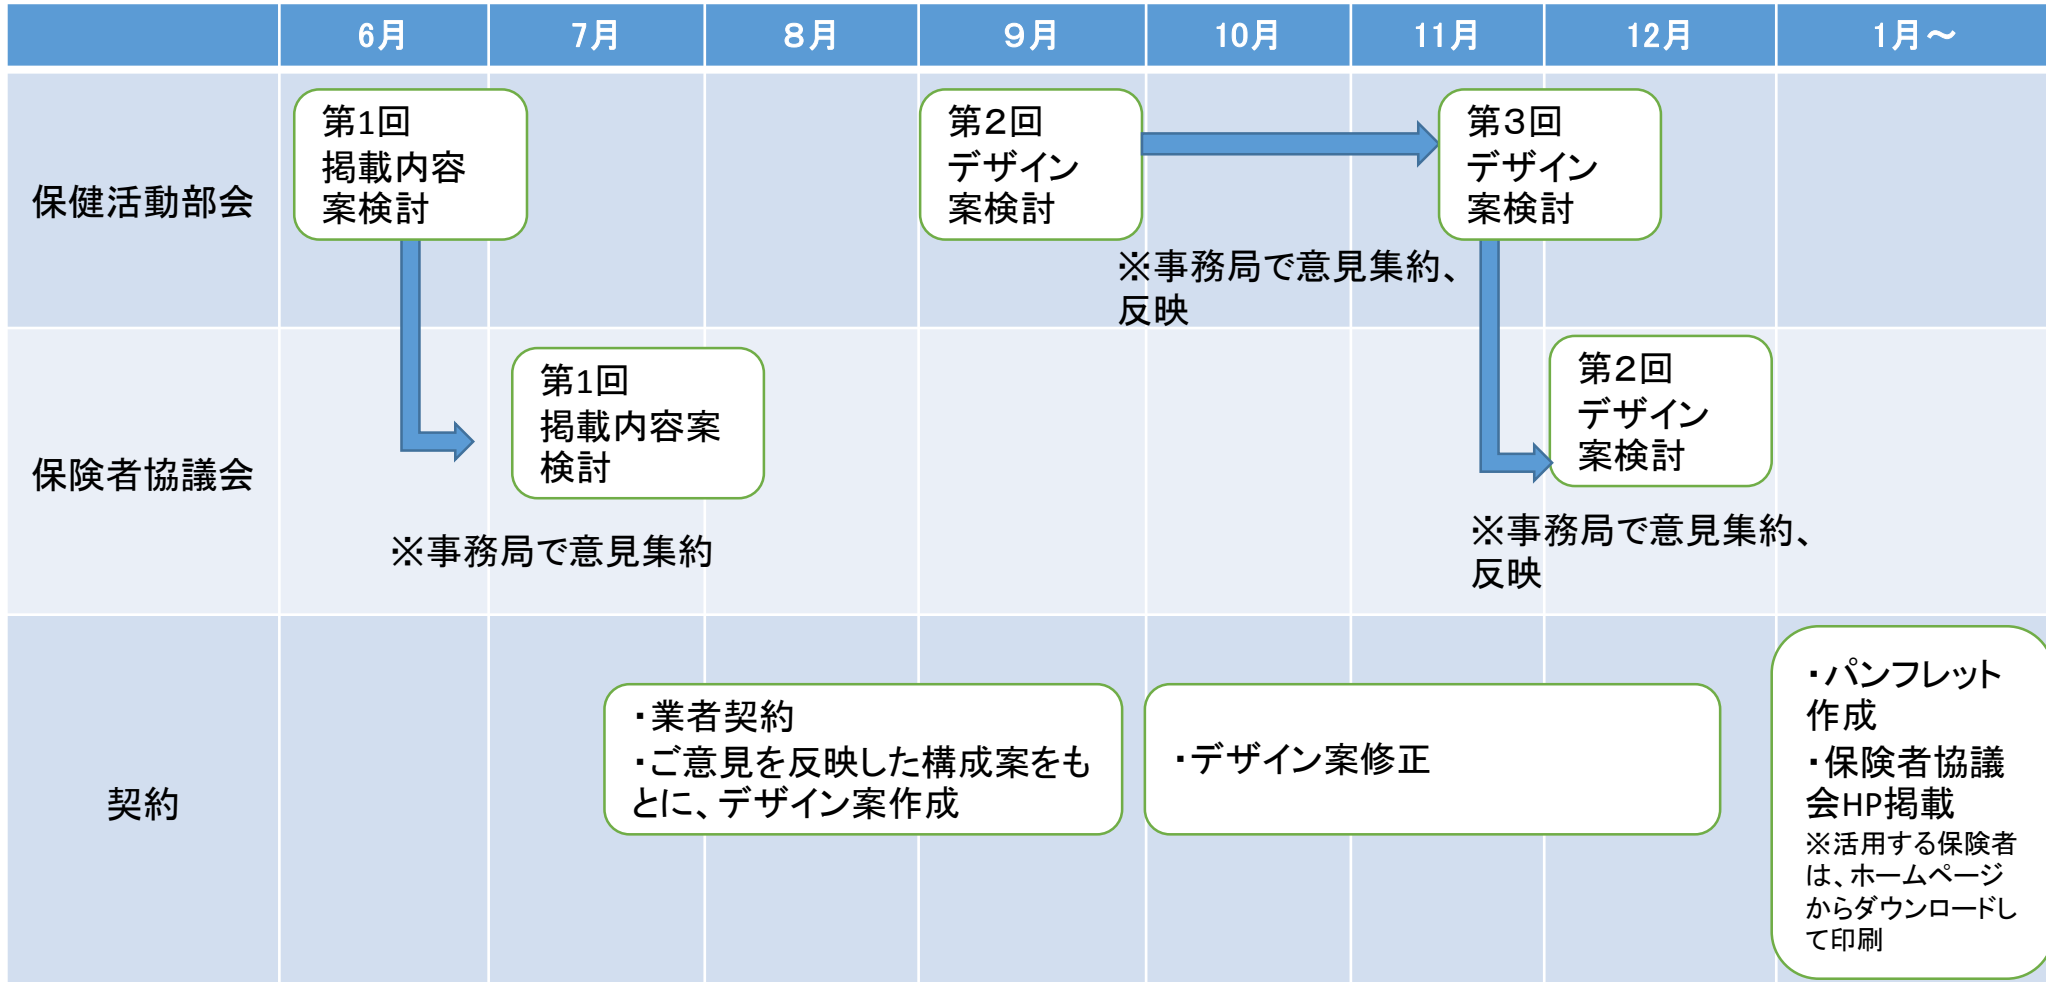 6月
7月
８月
９月
10月
11月
12月
1月～
保健活動部会
第1回
掲載内容
案検討
第２回
デザイン
案検討
第３回
デザイン
案検討
※事務局で意見集約、
反映
保険者協議会
第1回
掲載内容案
検討
※事務局で意見集約
第２回
デザイン
案検討
※事務局で意見集約、
反映
契約
・業者契約
・ご意見を反映した構成案をも
とに、デザイン案作成
・デザイン案修正
・パンフレット
作成
・保険者協議
会HP掲載
※活用する保険者
は、ホームページ
からダウンロードし
て印刷